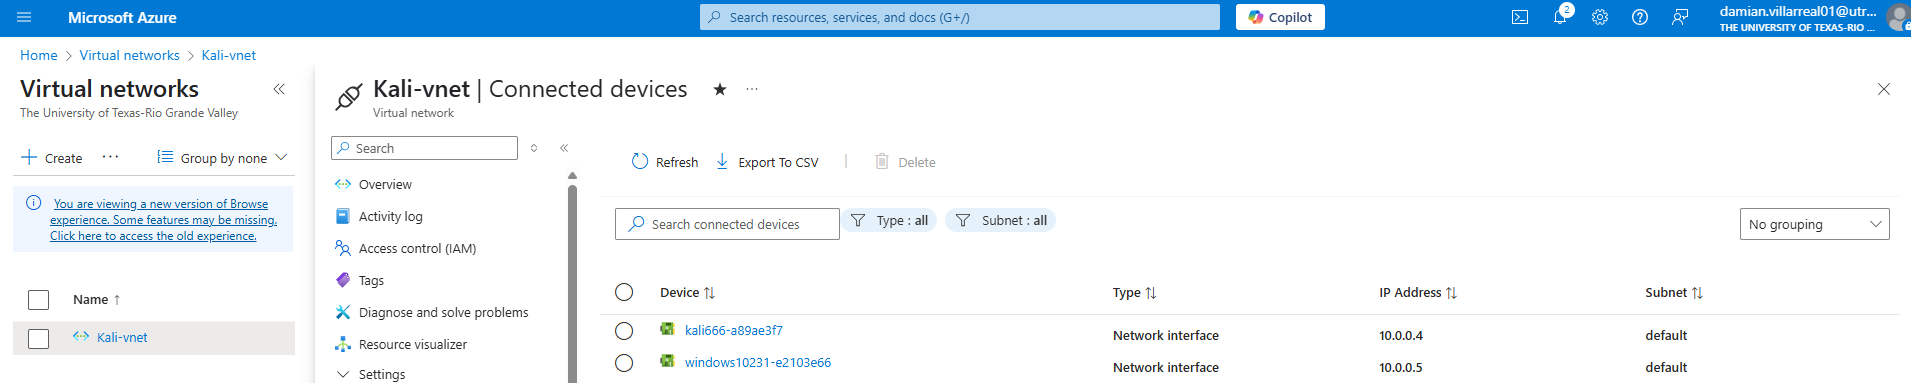 Microsoft Azure
Search resources, services, and docs (G+/)
Copilot
2
damian.villarreal01@utr...
THE UNIVERSITY OF TEXAS-RIO ...
Home > Virtual networks > Kali-vnet
Virtual networks
The University of Texas-Rio Grande Valley
Create
Group by none
You are viewing a new version of Browse
experience. Some features may be missing.
Click here to access the old experience.
Name ↑
Kali-vnet
Kali-vnet | Connected devices
Virtual network
Search
Overview
Activity log
Access control (IAM)
Tags
Diagnose and solve problems
Resource visualizer
Settings
Refresh
Export To CSV
Delete
Search connected devices
Type : all
Subnet : all
No grouping
Device Type IP Address Subnet
kali666-a89ae3f7 Network interface 10.0.0.4 default
windows10231-e2103e66 Network interface 10.0.0.5 default